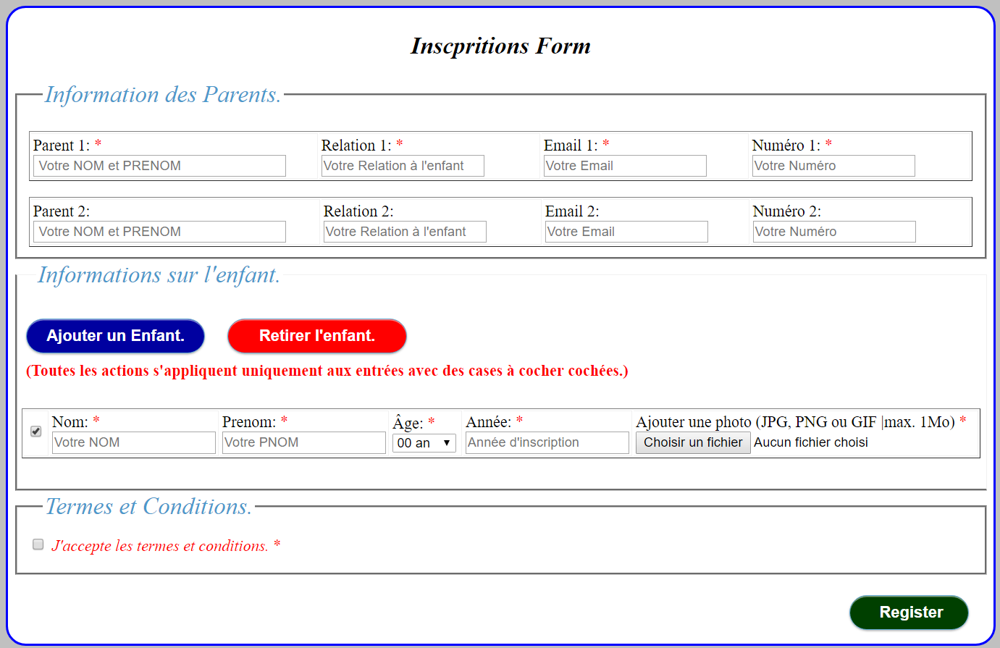 Inscpritions Form
Information des Parents.
Parent 1: * Relation 1: * Email 1: * Numéro 1: *
Votre NOM et PRENOM Votre Relation à l'enfant Votre Email Votre Numéro
Parent 2: Relation 2: Email 2: Numéro 2:
Votre NOM et PRENOM Votre Relation à l'enfant Votre Email Votre Numéro
Informations sur l'enfant.
Ajouter un Enfant. Retirer l'enfant.
(Toutes les actions s'appliquent uniquement aux entrées avec des cases à cocher cochées.)
Nom: * Prenom: * Âge: * Année: * Ajouter une photo (JPG, PNG ou GIF |max. 1Mo) *
Votre NOM Votre PNOM 00 an Année d'inscription Choisir un fichier Aucun fichier choisi
Termes et Conditions.
J'accepte les termes et conditions. *
Register